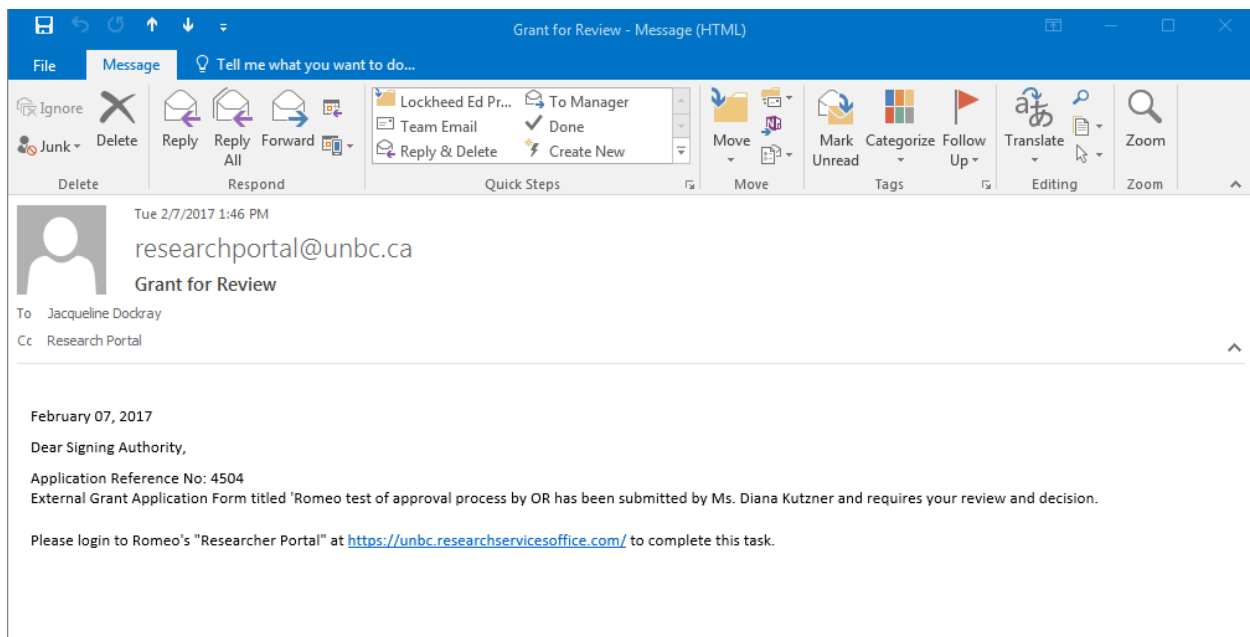 Grant for Review - Message (HTML)
File Message Tell me what you want to do...
Ignore
Junk
Delete
Reply
Reply All
Forward
Lockheed Ed Pr... To Manager
Team Email Done
Reply & Delete Create New
Move
Mark Unread
Categorize
Follow Up
Translate
Zoom
Delete Respond Quick Steps Move Tags Editing Zoom
Tue 2/7/2017 1:46 PM
researchportal@unbc.ca
Grant for Review
To Jacqueline Dockray
Cc Research Portal
February 07, 2017
Dear Signing Authority,
Application Reference No: 4504
External Grant Application Form titled 'Romeo test of approval process by OR has been submitted by Ms. Diana Kutzner and requires your review and decision.
Please login to Romeo's "Researcher Portal" at https://unbc.researchservicesoffice.com/ to complete this task.